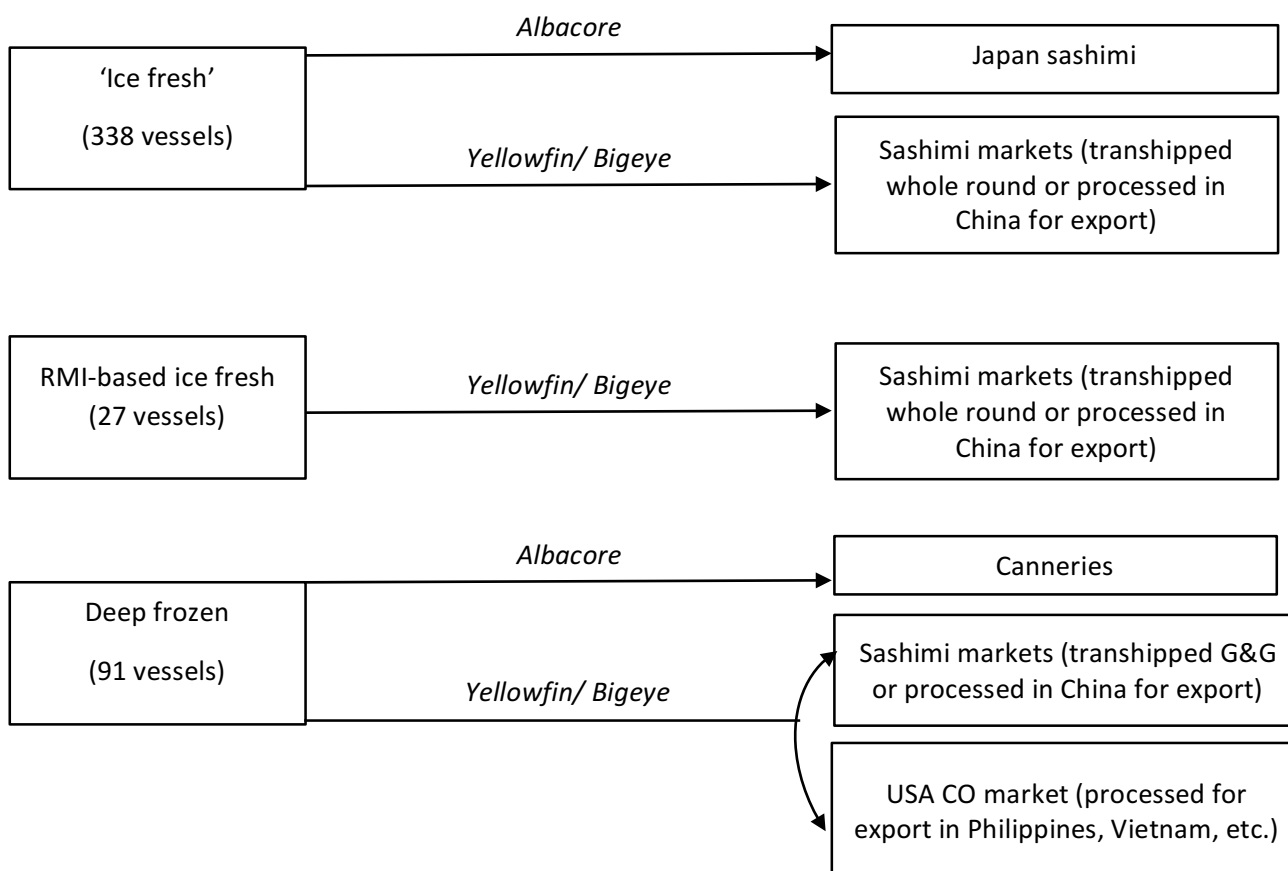 Albacore
‘Ice fresh’
(338 vessels)
Japan sashimi
Yellowfin/ Bigeye
Sashimi markets (transhipped
whole round or processed in
China for export)
RMI-based ice fresh
(27 vessels)
Yellowfin/ Bigeye
Sashimi markets (transhipped
whole round or processed in
China for export)
Albacore
Canneries
Deep frozen
(91 vessels)
Yellowfin/ Bigeye
Sashimi markets (transhipped G&G
or processed in China for export)
USA CO market (processed for
export in Philippines, Vietnam, etc.)